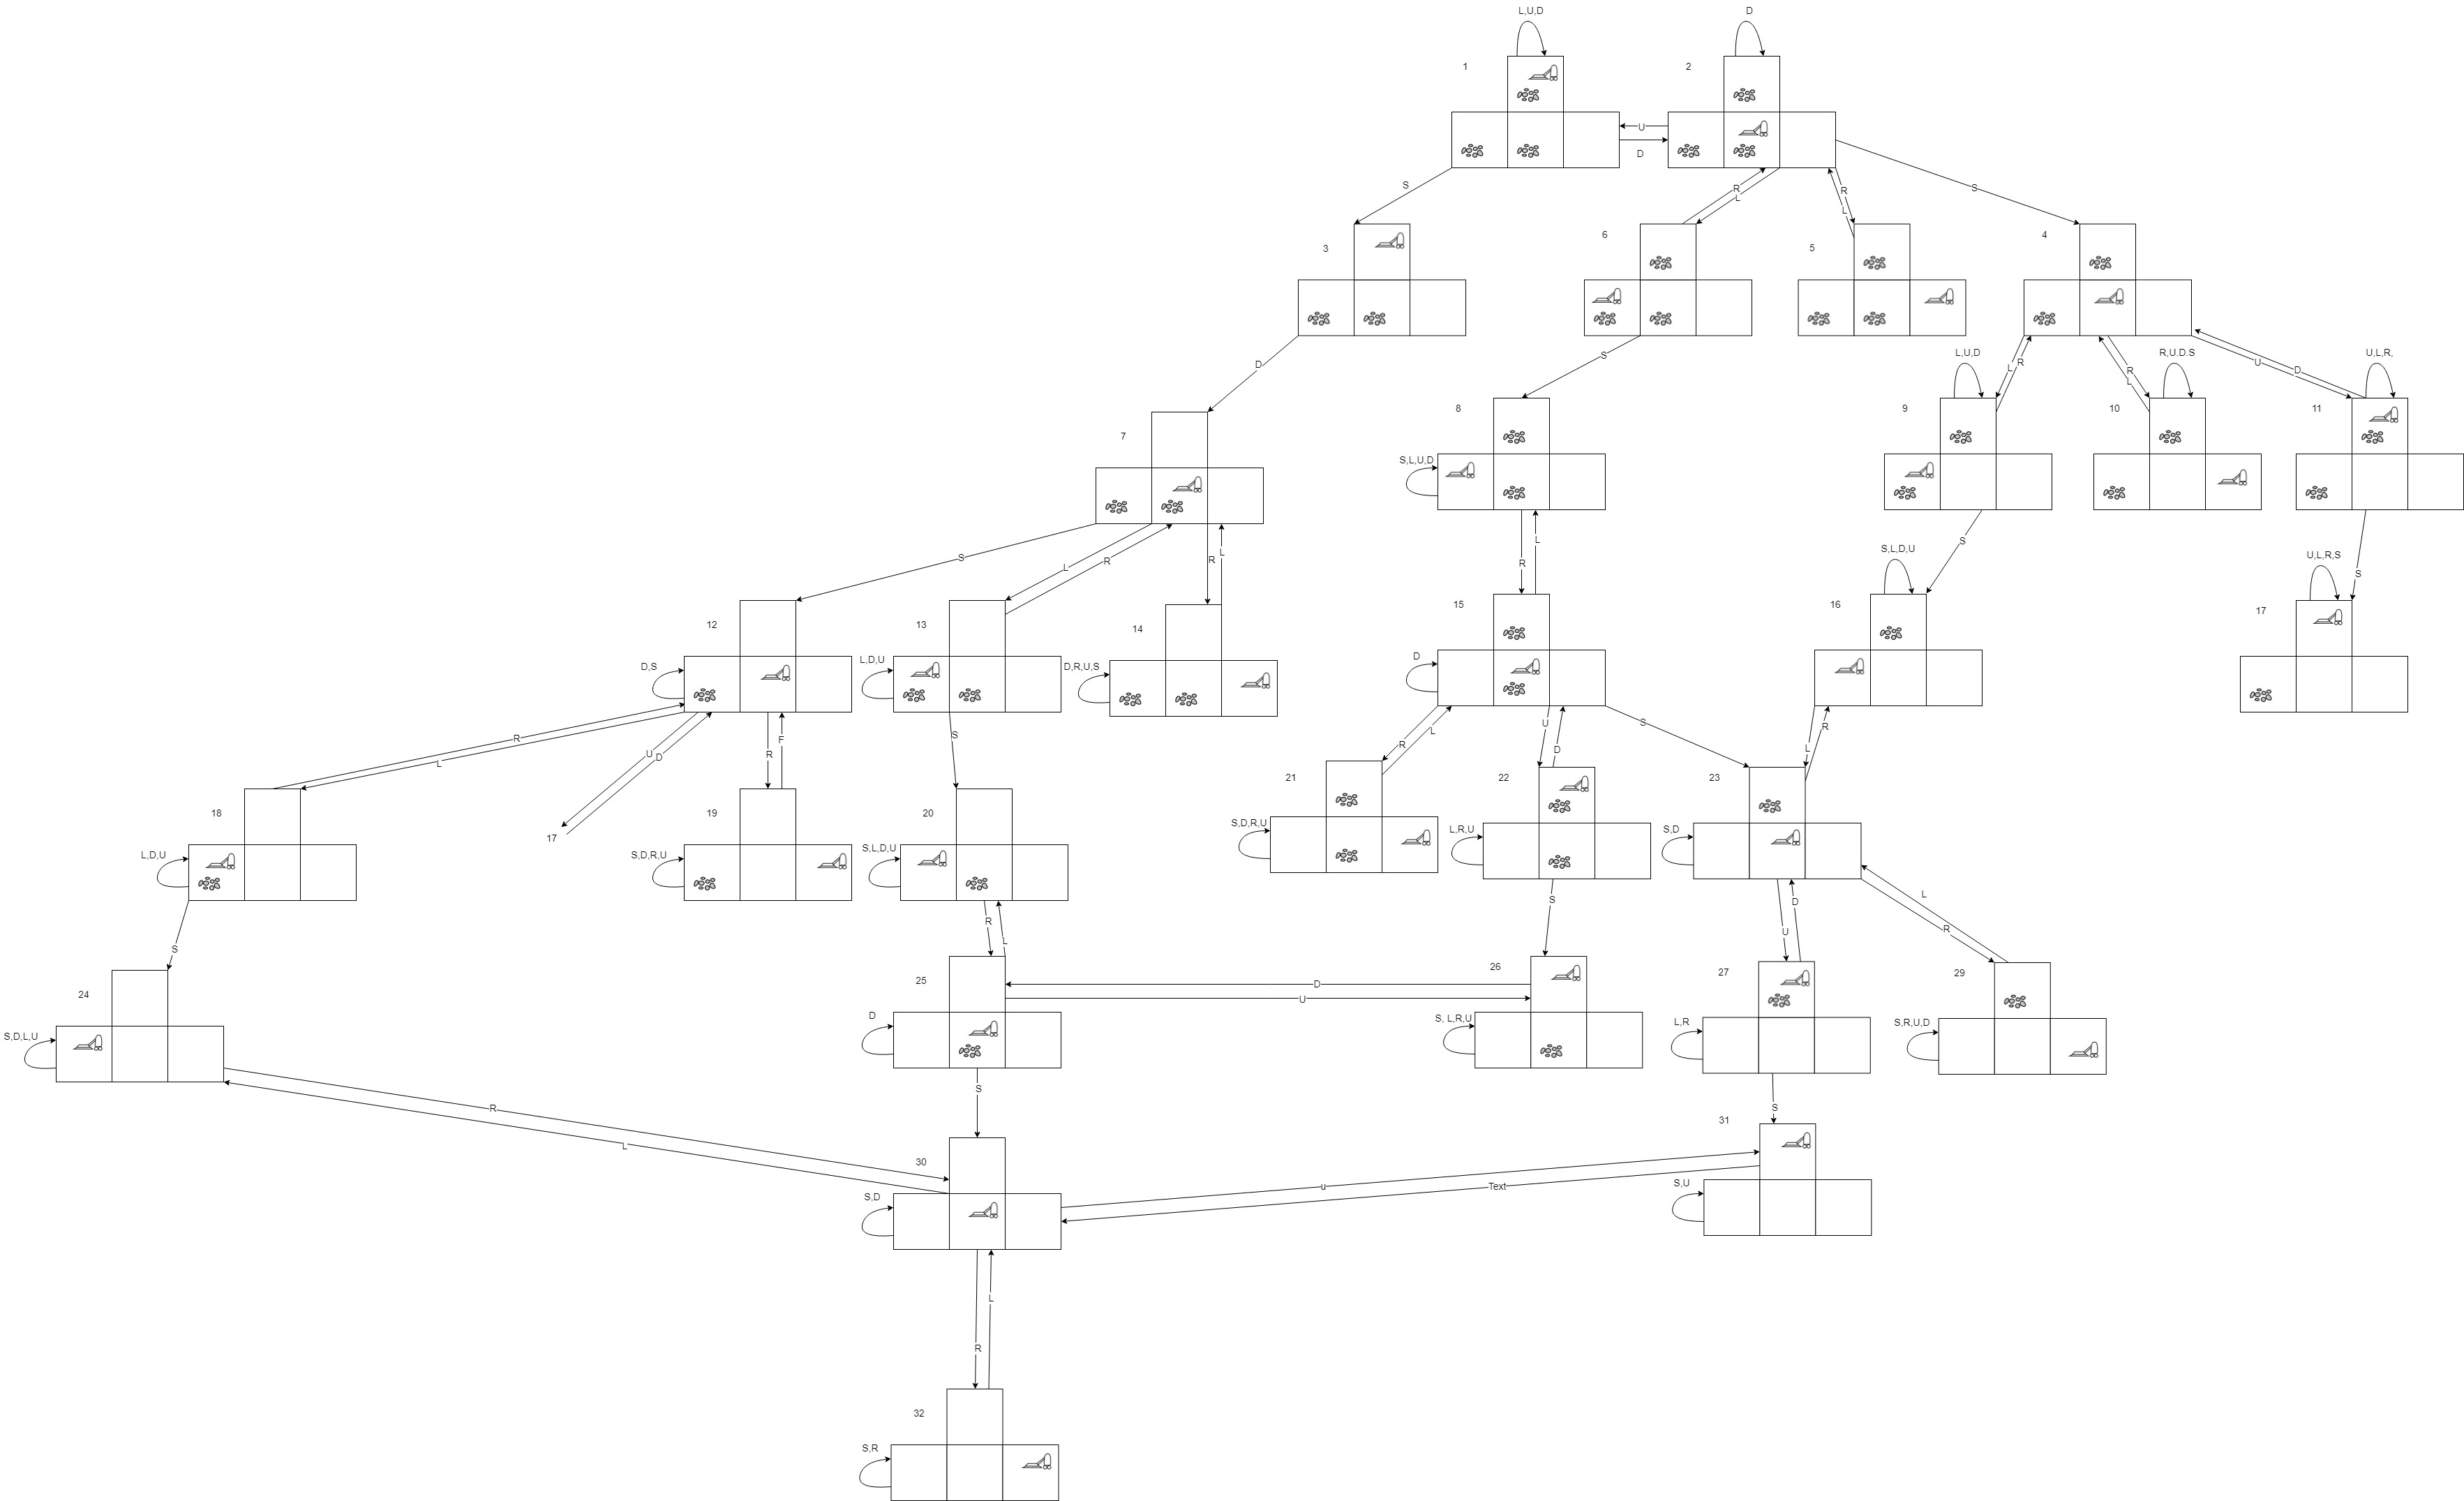 L,U,D
D
1
2
U
D
S
R
L
R
L
S
3
6
5
4
D
S
L
R
R
L
U
D
L,U,D
R,U.D.S
U,L,R,
7
8
9
10
11
S,L,U,D
S
L
R
R
L
R
L
S
S
S,L,D,U
U,L,R,S
12
13
14
15
16
17
D,S
L,D,U
D,R,U,S
D
R
L
U
D
R
F
S
R
L
U
D
S
L
R
18
17
19
20
21
22
23
L,D,U
S,D,R,U
S,L,D,U
S,D,R,U
L,R,U
S,D
S
R
L
S
U
D
L
R
24
25
26
27
29
D
U
S,D,L,U
D
S, L,R,U
L,R
S,R,U,D
R
L
S
S
30
31
u
Text
S,D
S,U
L
R
32
S,R